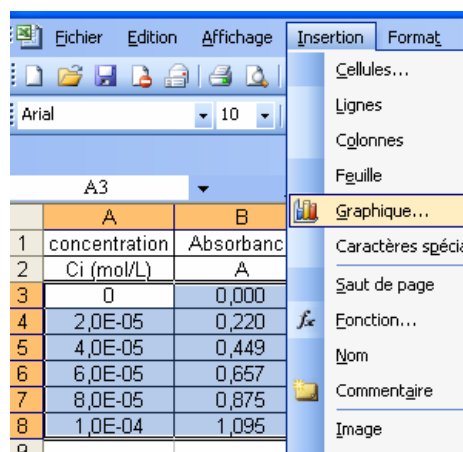 Fichier Edition Affichage Insertion Format
Cellules...
Arial 10 Lignes
Colonnes
Feuille
A3
Graphique...
A B
1 concentration Absorbanc Caractères spécia
2 Ci (mol/L) A
3 0 0,000 Saut de page
4 2,0E-05 0,220 fx Fonction...
5 4,0E-05 0,449 Nom
6 6,0E-05 0,657
7 8,0E-05 0,875 Commentaire
8 1,0E-04 1,095 Image
9